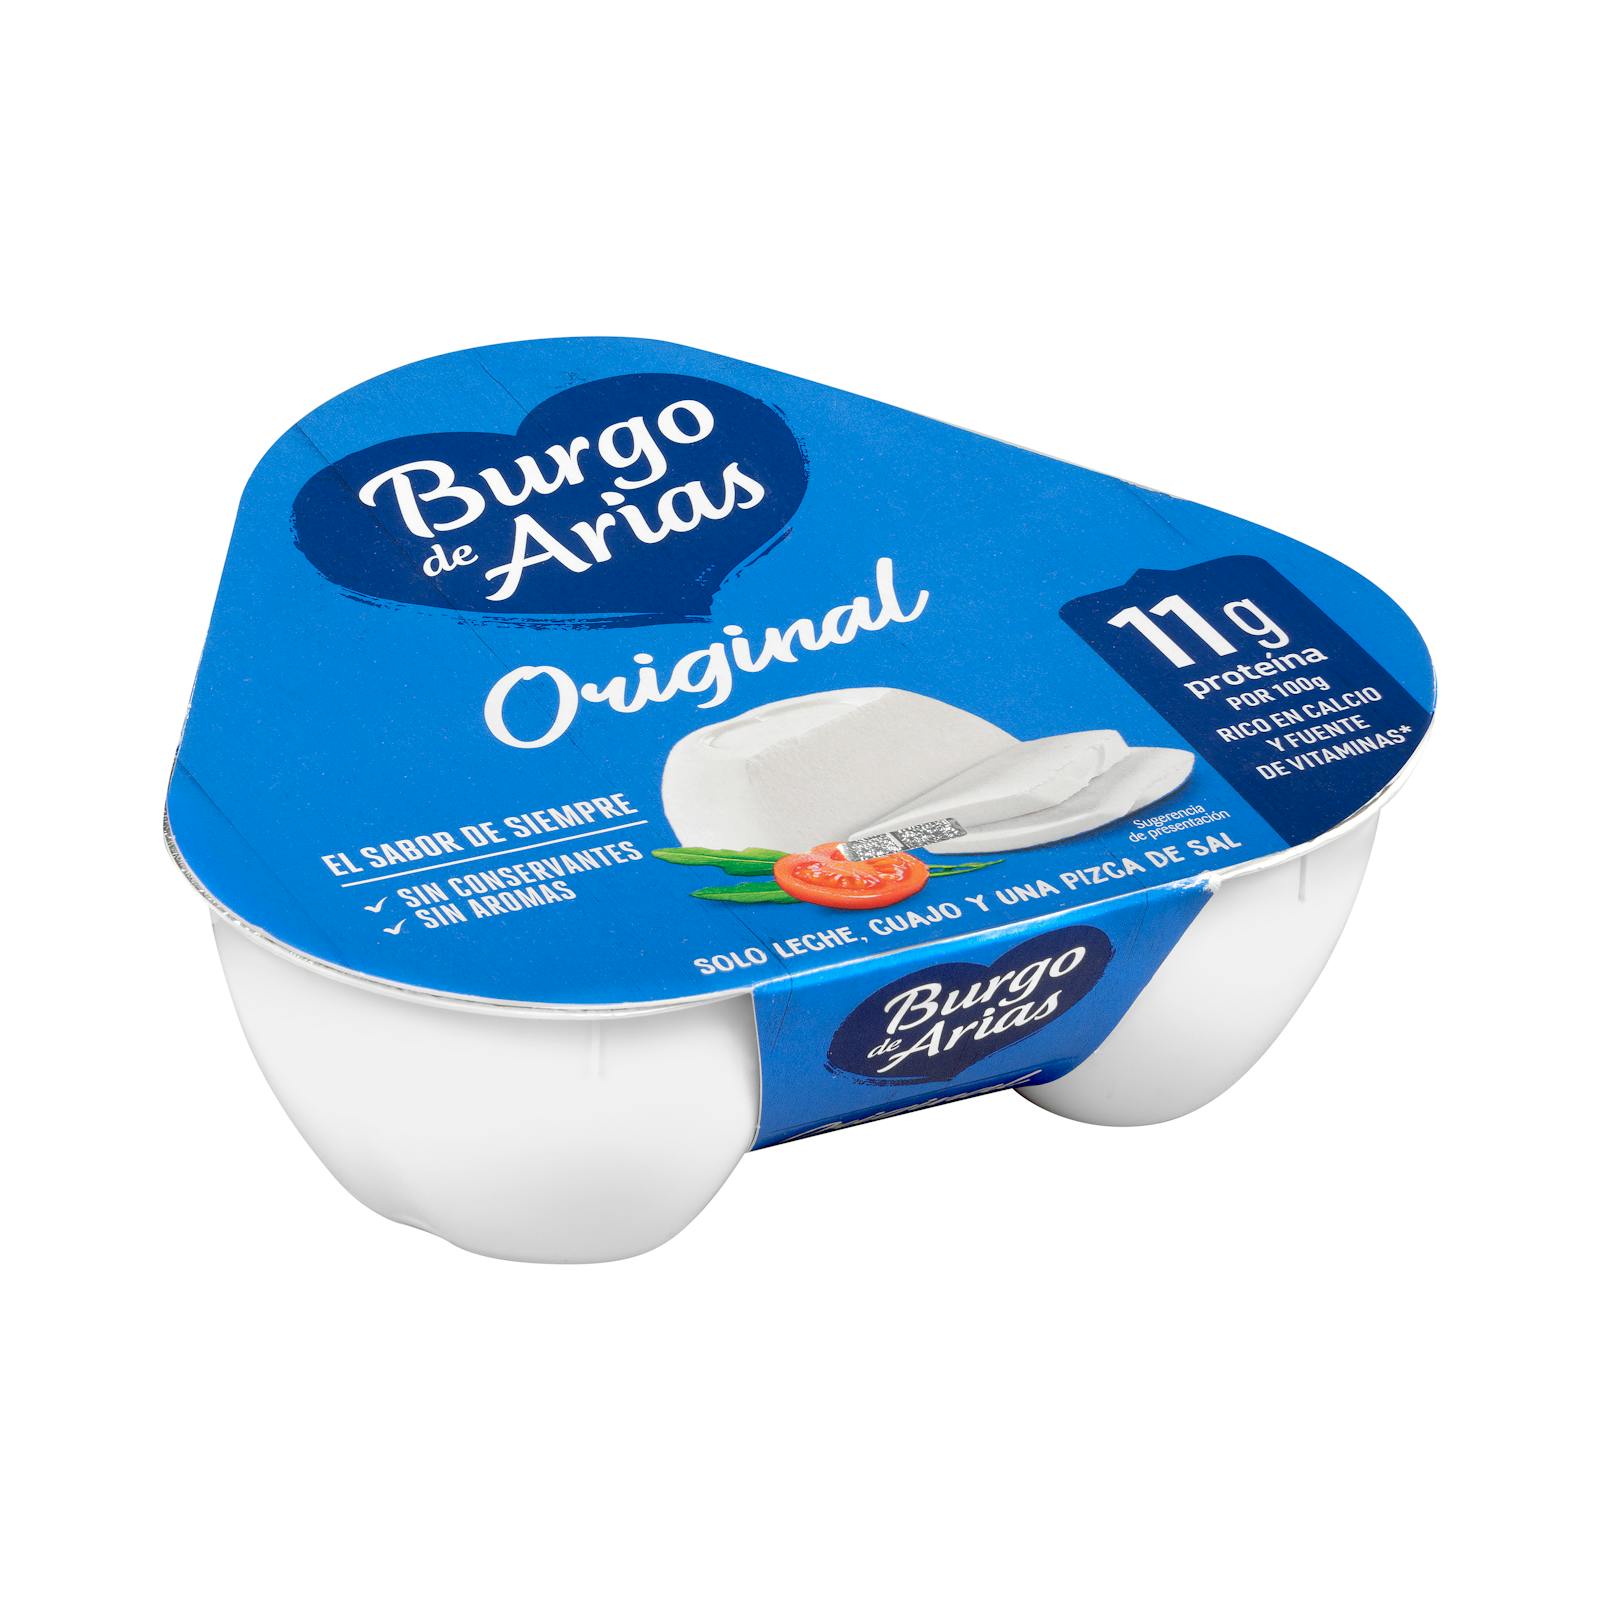 Burgo
de Arias
Original
11g
proteína
POR 100g
RICO EN CALCIO
Y FUENTE
DE VITAMINAS*
EL SABOR DE SIEMPRE
✓ SIN CONSERVANTES
✓ SIN AROMAS
Sugerencia
de presentación
SOLO LECHE, CUAJO Y UNA PIZCA DE SAL
Burgo
de Arias